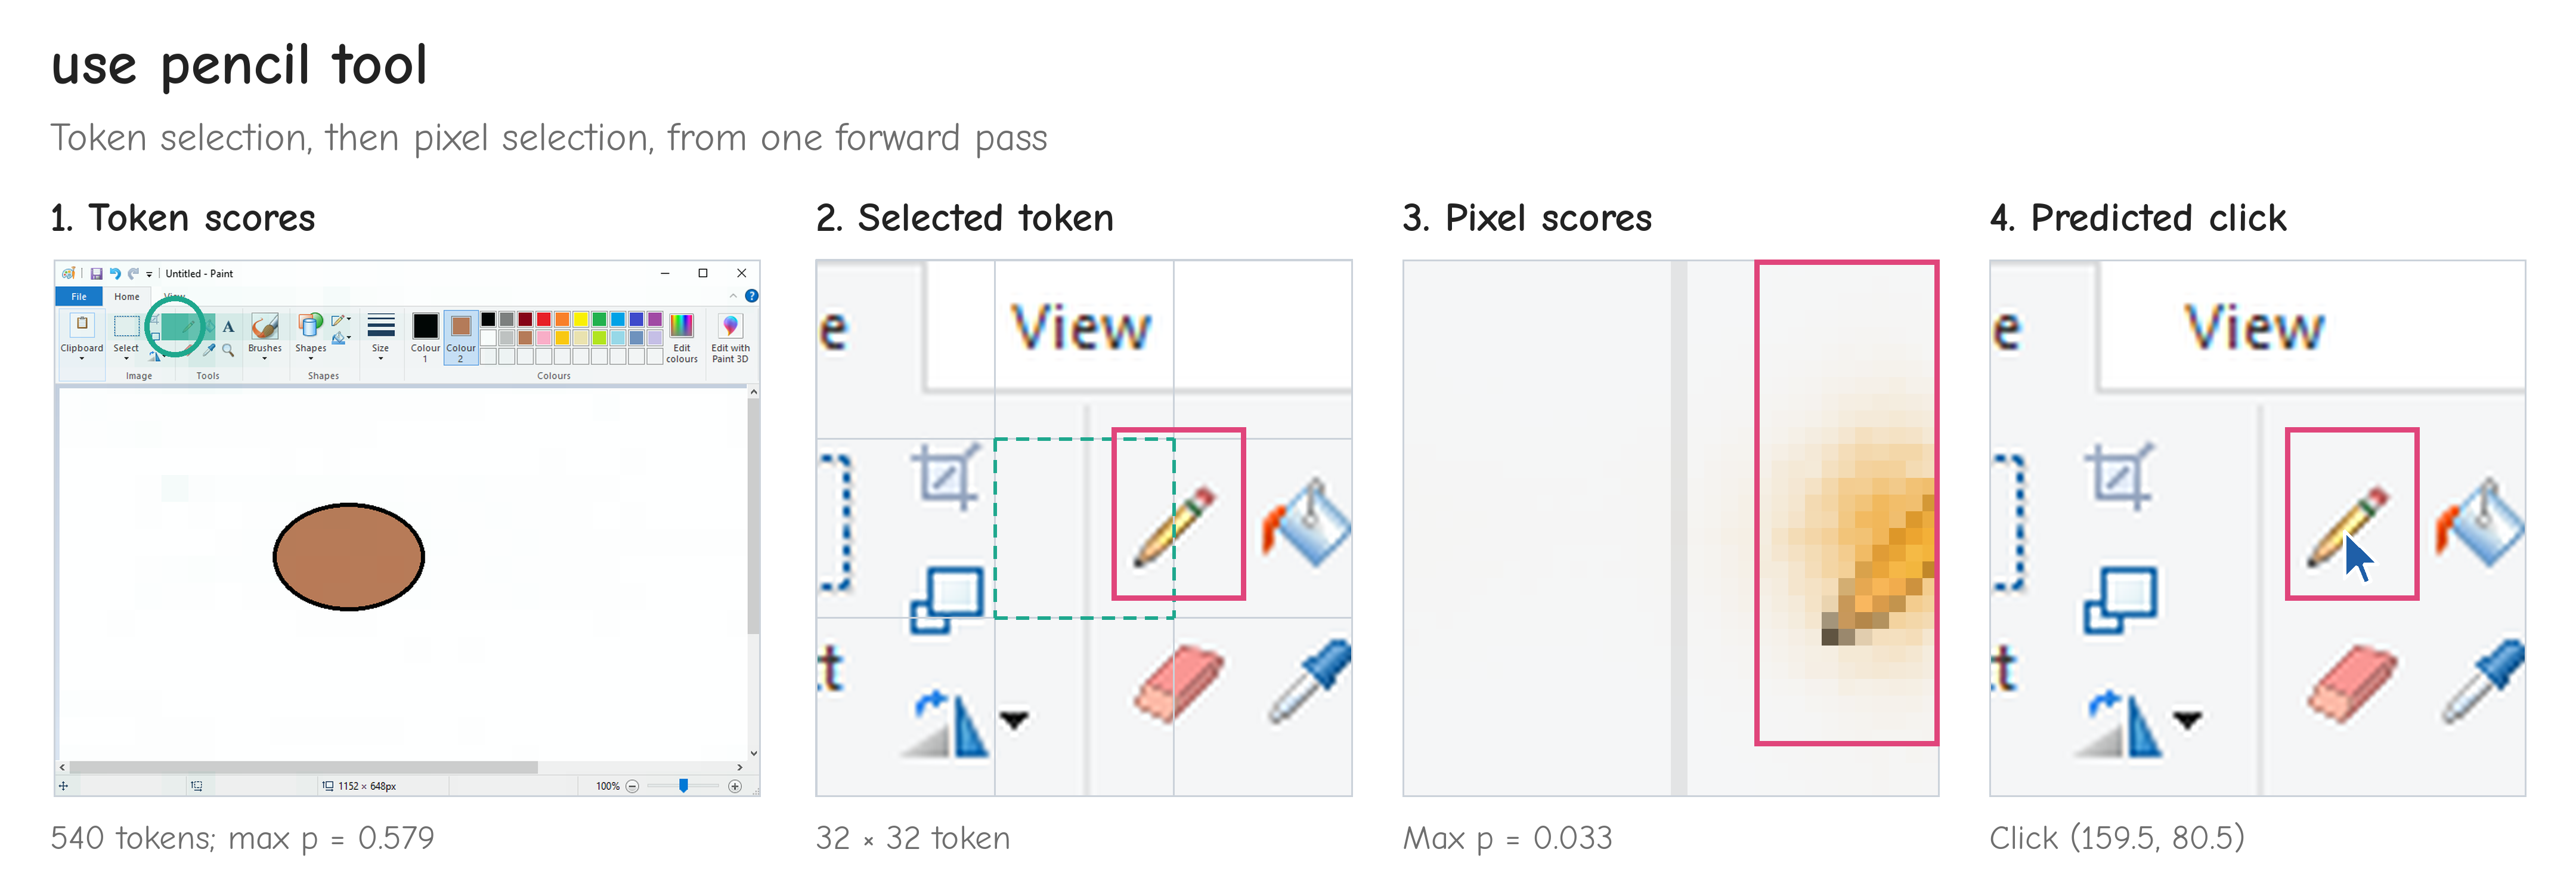 use pencil tool
Token selection, then pixel selection, from one forward pass
1. Token scores
Untitled - Paint
File Home View
A
Clipboard Select Brushes Shapes Size Colour 1 Colour 2 Edit colours Edit with Paint 3D
Image Tools Shapes Colours
1152 × 648px 100%
540 tokens; max p = 0.579
2. Selected token
e View
t
32 × 32 token
3. Pixel scores
Max p = 0.033
4. Predicted click
e View
t
Click (159.5, 80.5)